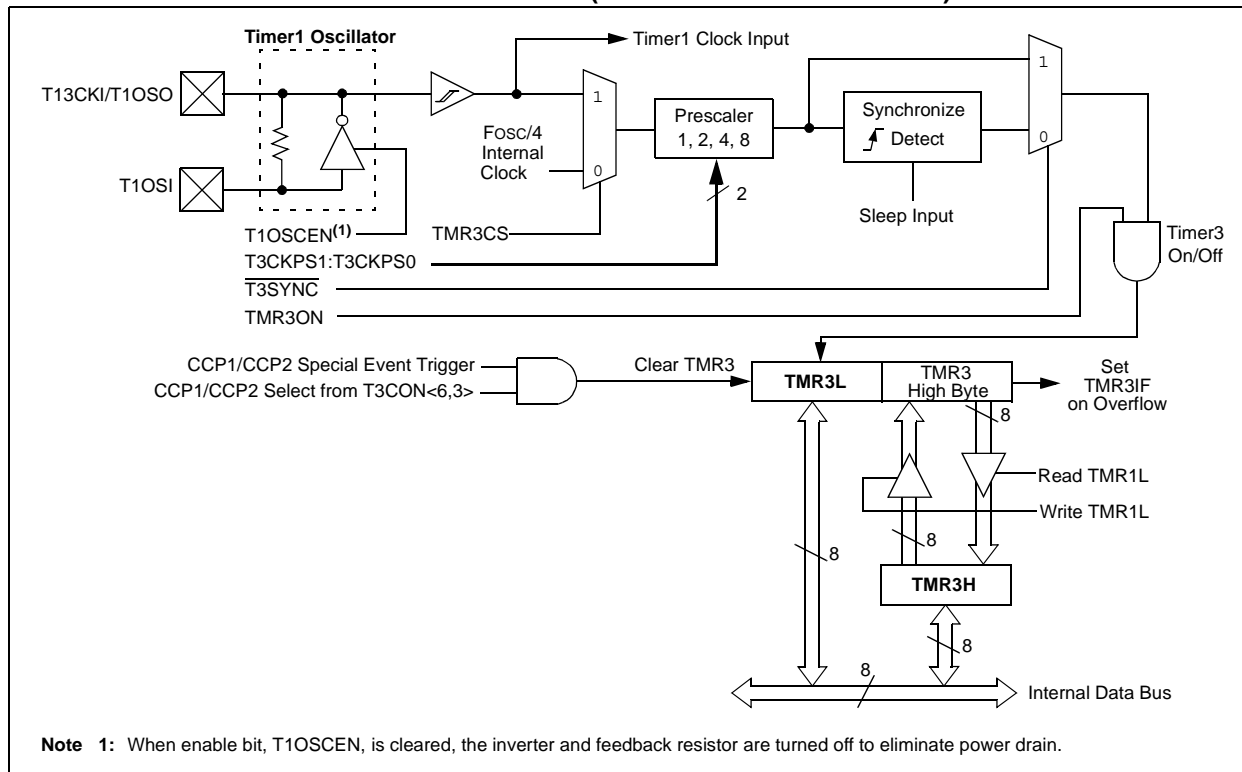 Timer1 Oscillator
Timer1 Clock Input
T13CKI/T1OSO
T1OSI
1
FOSC/4
Internal
Clock
0
Prescaler
1, 2, 4, 8
2
Synchronize
Detect
Sleep Input
1
0
T1OSCEN(1)
TMR3CS
T3CKPS1:T3CKPS0
T3SYNC
TMR3ON
Timer3
On/Off
CCP1/CCP2 Special Event Trigger
CCP1/CCP2 Select from T3CON<6,3>
Clear TMR3
TMR3L
TMR3
High Byte
Set
TMR3IF
on Overflow
8
Read TMR1L
Write TMR1L
8
8
TMR3H
8
8
Internal Data Bus
Note 1: When enable bit, T1OSCEN, is cleared, the inverter and feedback resistor are turned off to eliminate power drain.